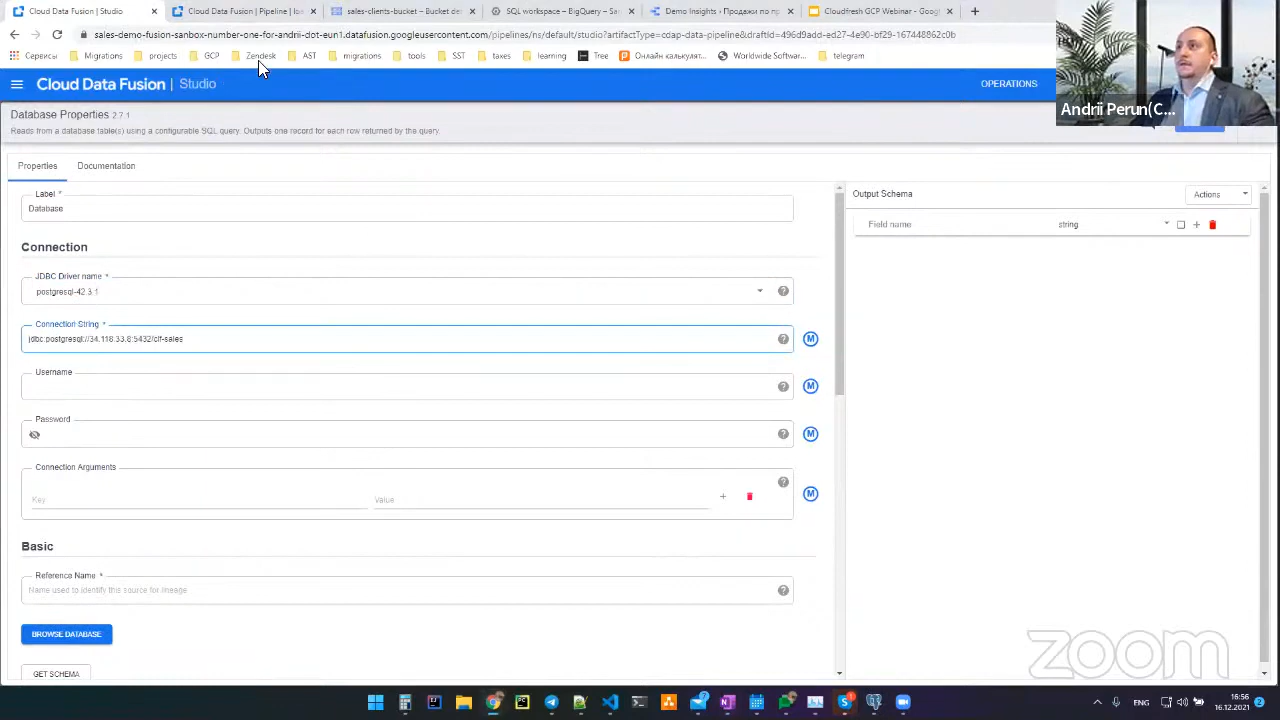 Cloud Data Fusion | Studio
Cloud Data Fusion | Pipeline | lo
sales-clients-bucket – Bucket
SQL workspace – BigQuery – Sa
Demo Insights • Продажи по пр
Cloudfresh GCP Webinar - Google
sales-demo-fusion-sanbox-number-one-for-andrii-dot-eun1.datafusion.googleusercontent.com/pipelines/ns/default/studio?artifactType=cdap-data-pipeline&draftId=496d9add-ed27-4e90-bf29-167448862c0b
Сервисы Migrations projects GCP Zendesk AST migrations tools SST taxes learning Tree Онлайн калькулят... Worldwide Softwar... telegram
Cloud Data Fusion | Studio
OPERATIONS
Andrii Perun(C...
Database Properties 2.7.1
Reads from a database table(s) using a configurable SQL query. Outputs one record for each row returned by the query.
Properties Documentation
Label *
Database
Connection
JDBC Driver name *
postgresql-42.3.1
Connection String *
jdbc:postgresql://34.118.33.8:5432/clf-sales
M
Username
M
Password
M
Connection Arguments
Key Value
M
Basic
Reference Name *
Name used to identify this source for lineage
BROWSE DATABASE
GET SCHEMA
Output Schema
Actions
Field name string
zoom
ENG
16:56
16.12.2021